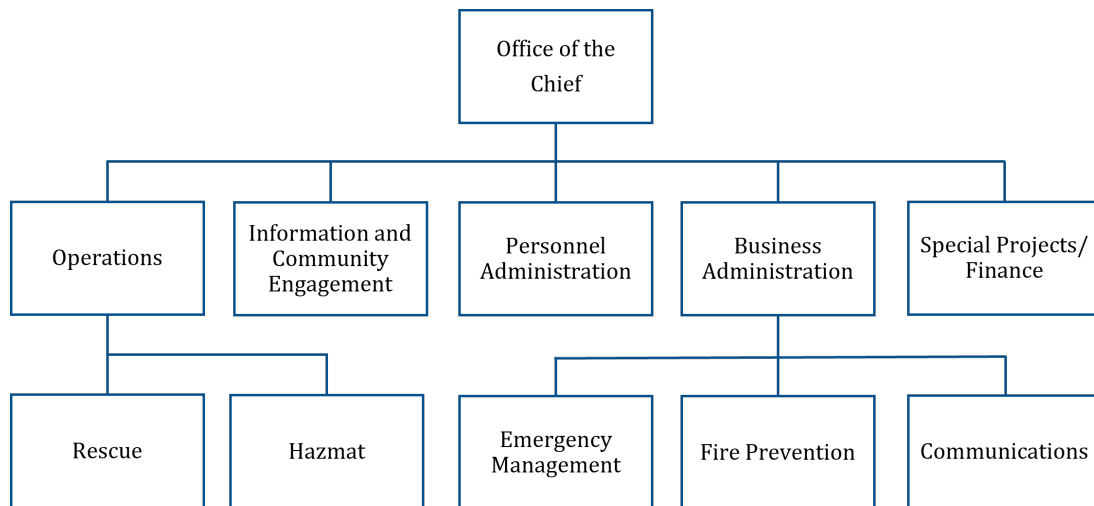 Office of the
Chief
Operations
Information and
Community
Engagement
Personnel
Administration
Business
Administration
Special Projects/
Finance
Rescue
Hazmat
Emergency
Management
Fire Prevention
Communications